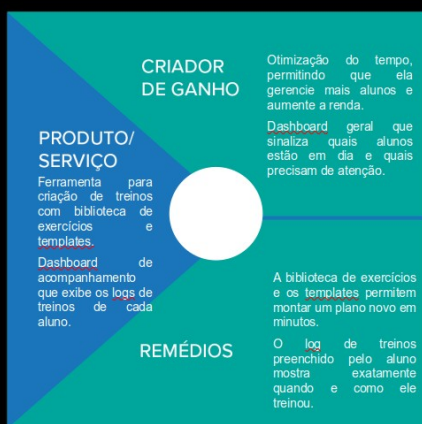 CRIADOR
DE GANHO
Otimização do tempo,
permitindo que ela
gerencie mais alunos e
aumente a renda.
Dashboard geral que
sinaliza quais alunos
estão em dia e quais
precisam de atenção.
PRODUTO/
SERVIÇO
Ferramenta para
criação de treinos
com biblioteca de
exercícios e
templates.
Dashboard de
acompanhamento
que exibe os logs de
treinos de cada
aluno.
REMÉDIOS
A biblioteca de exercícios
e os templates permitem
montar um plano novo em
minutos.
O log de treinos
preenchido pelo aluno
mostra exatamente
quando e como ele
treinou.